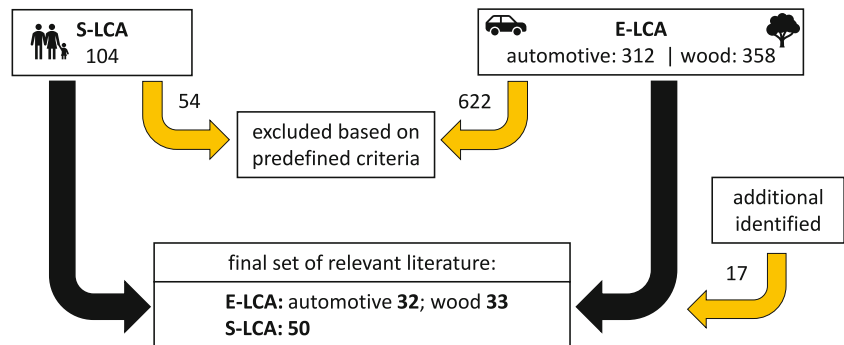 S-LCA
104
E-LCA
automotive: 312 | wood: 358
54
622
excluded based on
predefined criteria
additional
identified
17
final set of relevant literature:
E-LCA: automotive 32; wood 33
S-LCA: 50